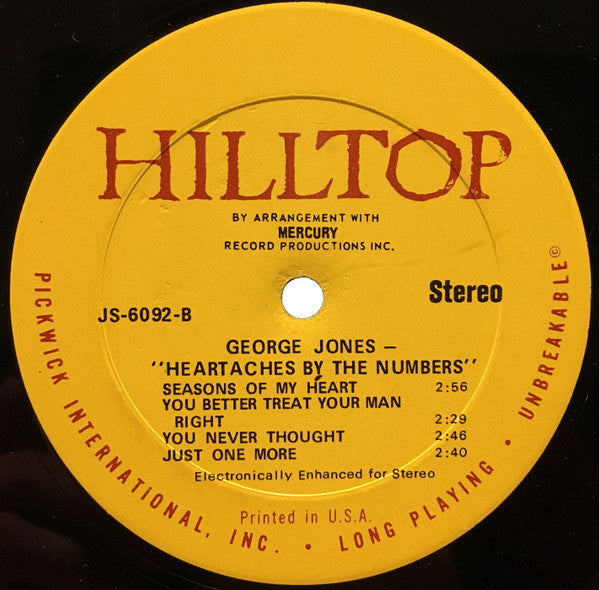 HILLTOP
BY ARRANGEMENT WITH
MERCURY
RECORD PRODUCTIONS INC.
Stereo
JS-6092-B
GEORGE JONES —
"HEARTACHES BY THE NUMBERS"
SEASONS OF MY HEART 2:56
YOU BETTER TREAT YOUR MAN
RIGHT 2:29
YOU NEVER THOUGHT 2:46
JUST ONE MORE 2:40
Electronically Enhanced for Stereo
Printed in U.S.A.
PICKWICK INTERNATIONAL, INC. • LONG PLAYING • UNBREAKABLE©